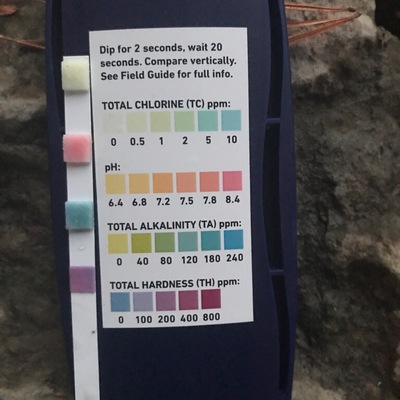 Dip for 2 seconds, wait 20
seconds. Compare vertically.
See Field Guide for full info.
TOTAL CHLORINE (TC) ppm:
0 0.5 1 2 5 10
pH:
6.4 6.8 7.2 7.5 7.8 8.4
TOTAL ALKALINITY (TA) ppm:
0 40 80 120 180 240
TOTAL HARDNESS (TH) ppm:
0 100 200 400 800